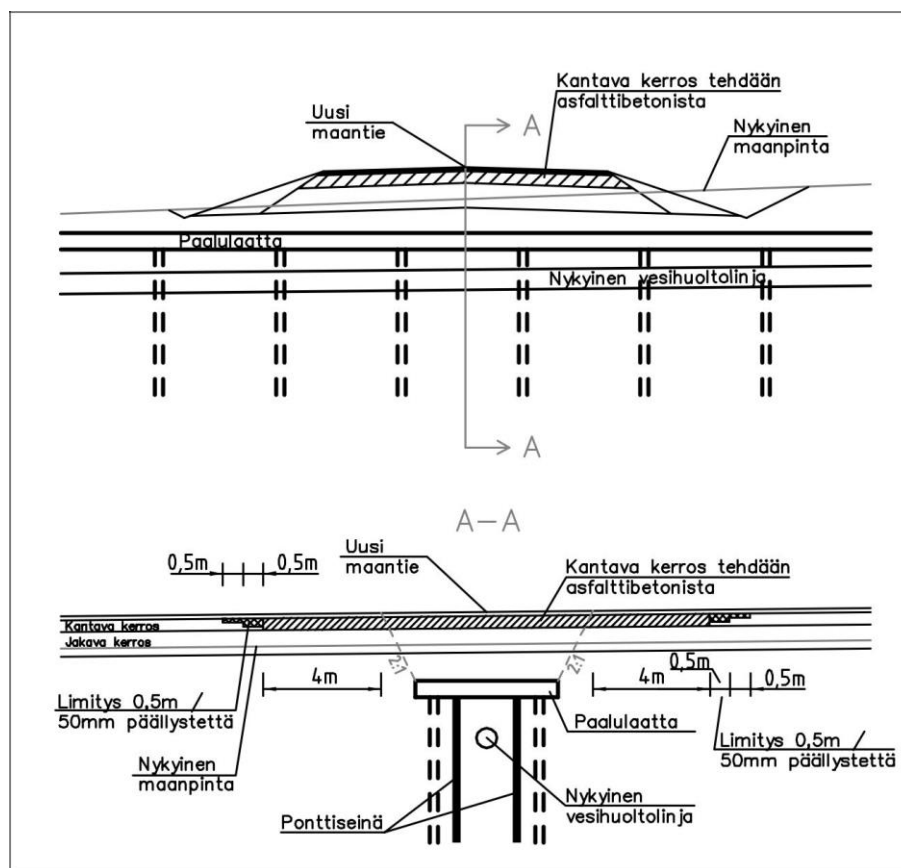 Kantava kerros tehdään
asfalttibetonista
Uusi
maantie
A
Nykyinen
maanpinta
Paalulaatta
Nykyinen vesihuoltolinja
A
A-A
0,5m
0,5m
Uusi
maantie
Kantava kerros tehdään
asfalttibetonista
Kantava kerros
Jakava kerros
2:1
2:1
4m
4m
0,5m
0,5m
Limitys 0,5m /
50mm päällystettä
Paalulaatta
Limitys 0,5m /
50mm päällystettä
Nykyinen
maanpinta
Nykyinen
vesihuoltolinja
Ponttiseinä